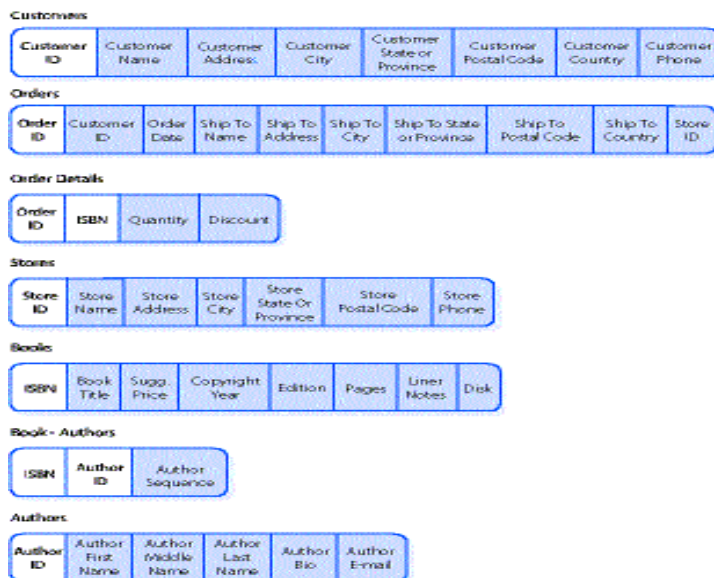 Customers
Customer ID
Customer Name
Customer Address
Customer City
Customer State or Province
Customer Postal Code
Customer Country
Customer Phone
Orders
Order ID
Customer ID
Order Date
Ship To Name
Ship To Address
Ship To City
Ship To State or Province
Ship To Postal Code
Ship To Country
Store ID
Order Details
Order ID
ISBN
Quantity
Discount
Stores
Store ID
Store Name
Store Address
Store City
Store State Or Province
Store Postal Code
Store Phone
Books
ISBN
Book Title
Sugg. Price
Copyright Year
Edition
Pages
Liner Notes
Disk
Book - Authors
ISBN
Author ID
Author Sequence
Authors
Author ID
Author First Name
Author Middle Name
Author Last Name
Author Bio
Author E-mail